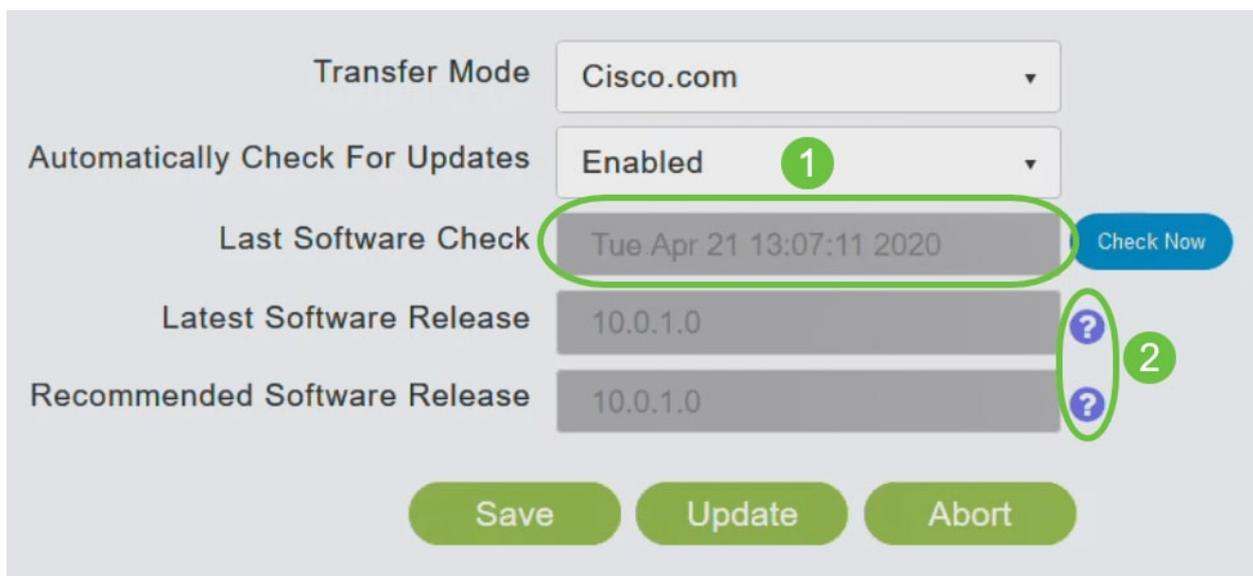 Transfer Mode Cisco.com
Automatically Check For Updates Enabled 1
Last Software Check Tue Apr 21 13:07:11 2020 Check Now
Latest Software Release 10.0.1.0 ?
2
Recommended Software Release 10.0.1.0 ?
Save Update Abort